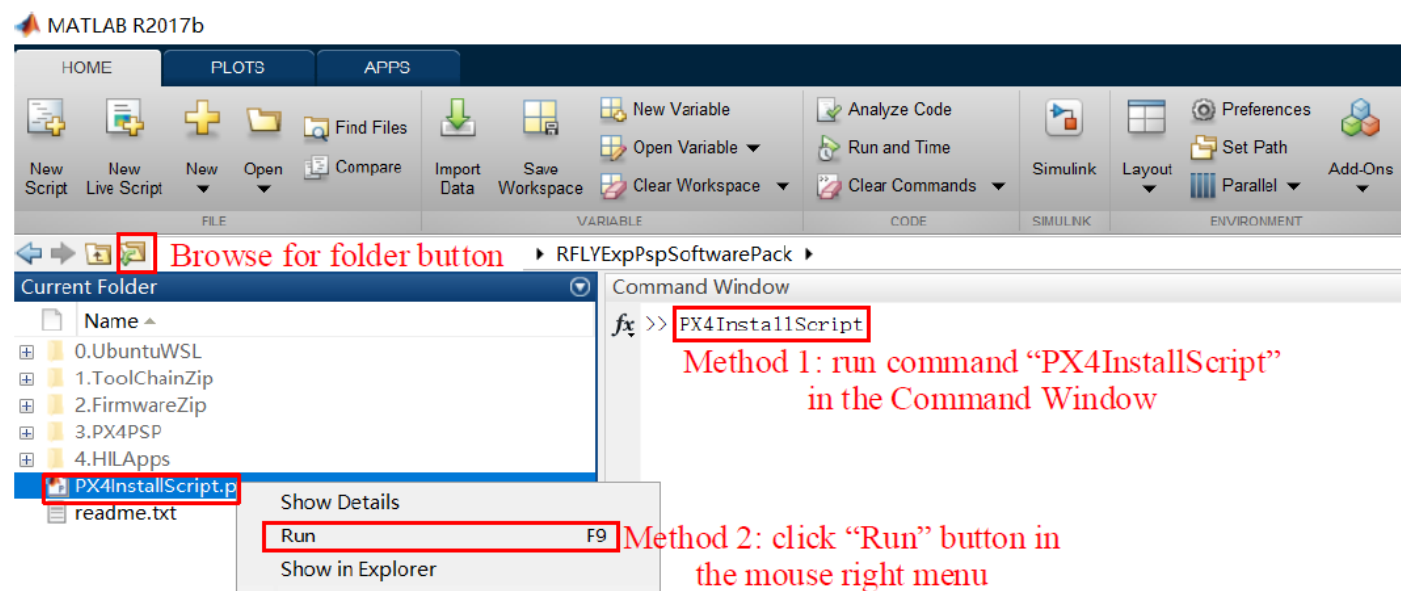 MATLAB R2017b
HOME PLOTS APPS
New Script
New Live Script
New
Open
Find Files
Compare
Import Data
Save Workspace
New Variable
Open Variable
Clear Workspace
Analyze Code
Run and Time
Clear Commands
Simulink
Layout
Preferences
Set Path
Parallel
Add-Ons
FILE VARIABLE CODE SIMULINK ENVIRONMENT
Browse for folder button
RFLYExpPspSoftwarePack
Current Folder
Command Window
Name
fx >> PX4InstallScript
0.UbuntuWSL
1.ToolChainZip
2.FirmwareZip
3.PX4PSP
4.HILApps
PX4InstallScript.p
readme.txt
Method 1: run command “PX4InstallScript”
in the Command Window
Show Details
Run F9
Show in Explorer
Method 2: click “Run” button in
the mouse right menu